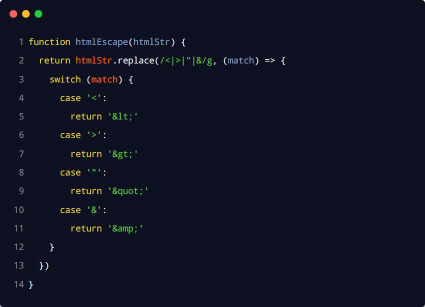 1 function htmlEscape(htmlStr) {
2 return htmlStr.replace(/<|>|"|&/g, (match) => {
3 switch (match) {
4 case '<':
5 return '&lt;'
6 case '>':
7 return '&gt;'
8 case '"':
9 return '&quot;'
10 case '&':
11 return '&amp;'
12 }
13 })
14 }